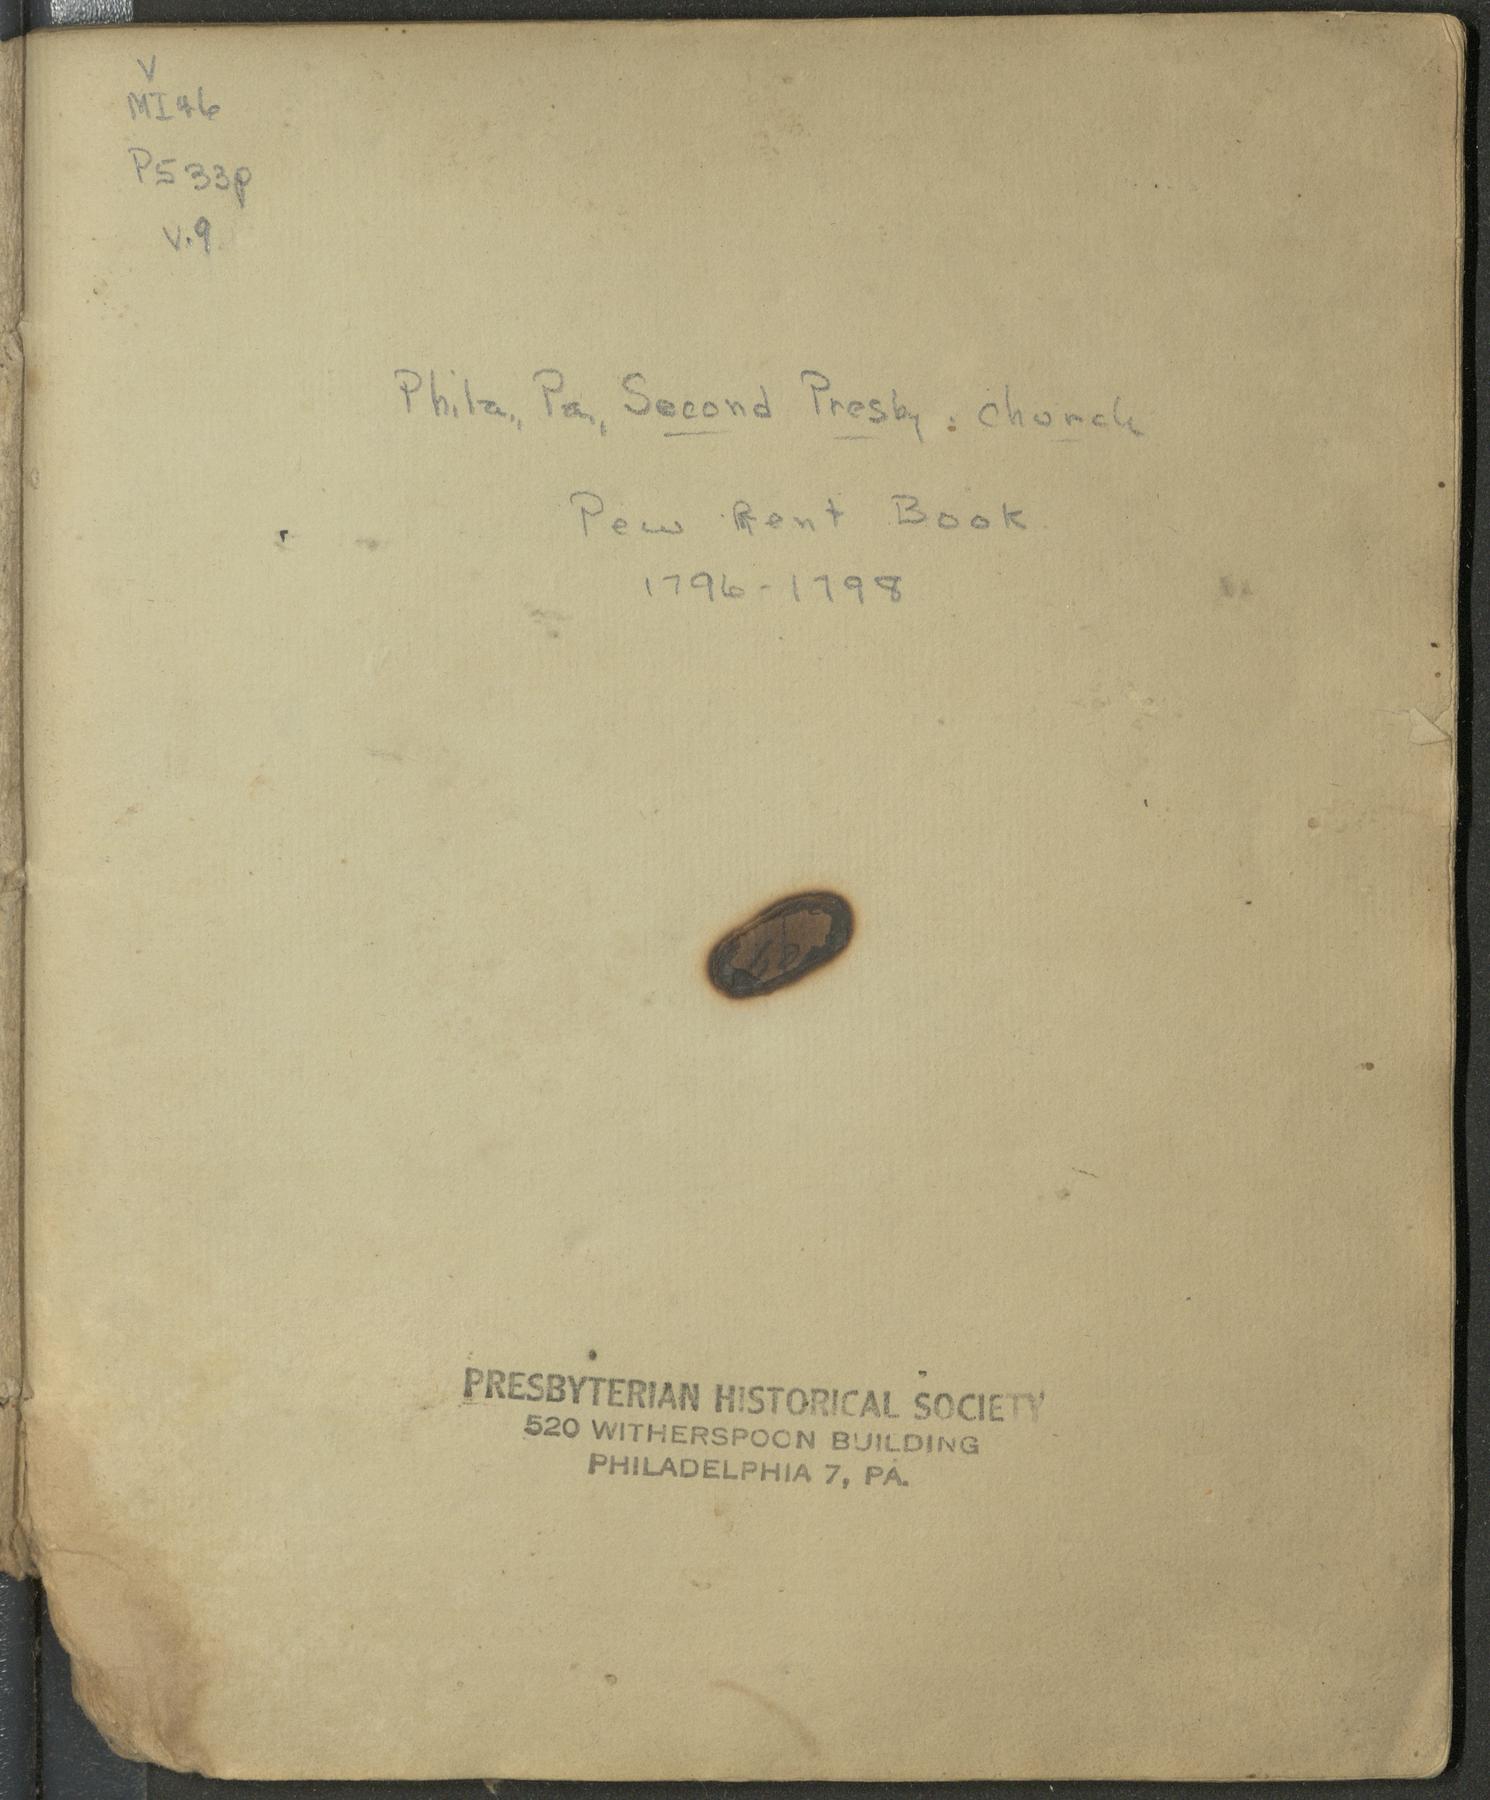 V
MI46
P533p
v.9
Phila., Pa., Second Presby. Church
Pew Rent Book
1796-1798
PRESBYTERIAN HISTORICAL SOCIETY
520 WITHERSPOON BUILDING
PHILADELPHIA 7, PA.